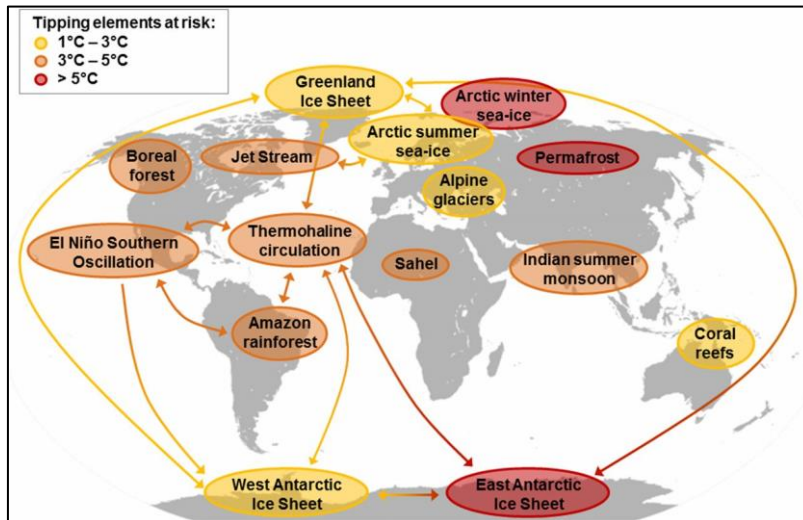 Tipping elements at risk:
1°C – 3°C
3°C – 5°C
> 5°C
Greenland
Ice Sheet
Arctic winter
sea-ice
Arctic summer
sea-ice
Boreal
forest
Jet Stream
Permafrost
Alpine
glaciers
El Niño Southern
Oscillation
Thermohaline
circulation
Sahel
Indian summer
monsoon
Amazon
rainforest
Coral
reefs
West Antarctic
Ice Sheet
East Antarctic
Ice Sheet